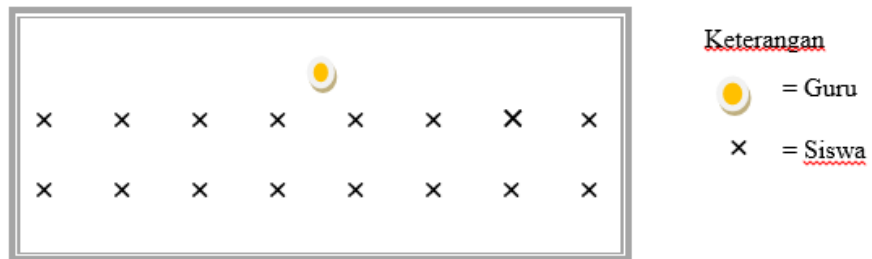 Keterangan
= Guru
= Siswa